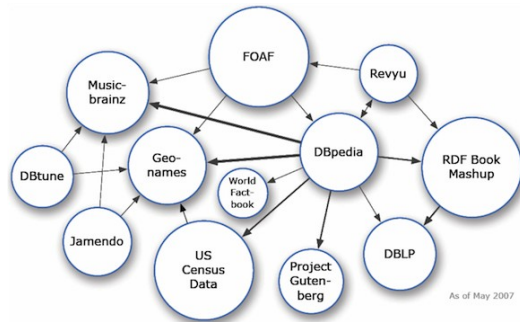 FOAF
Music-
brainz
Revyu
DBpedia
Geo-
names
RDF Book
Mashup
DBtune
World
Fact-
book
Jamendo
US
Census
Data
Project
Guten-
berg
DBLP
As of May 2007